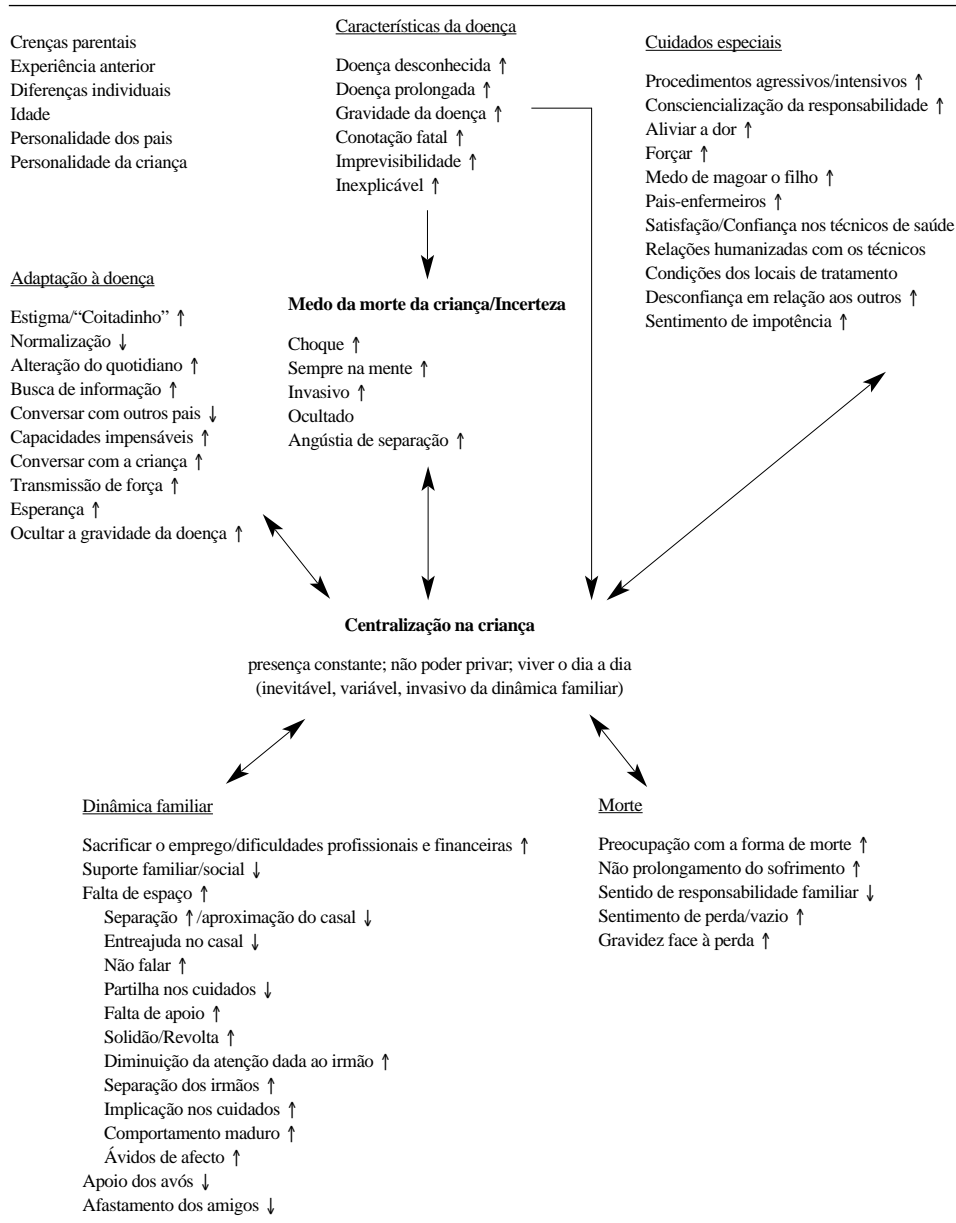 Crenças parentais
Experiência anterior
Diferenças individuais
Idade
Personalidade dos pais
Personalidade da criança
Características da doença
Doença desconhecida ↑
Doença prolongada ↑
Gravidade da doença ↑
Conotação fatal ↑
Imprevisibilidade ↑
Inexplicável ↑
Cuidados especiais
Procedimentos agressivos/intensivos ↑
Consciencialização da responsabilidade ↑
Aliviar a dor ↑
Forçar ↑
Medo de magoar o filho ↑
Pais-enfermeiros ↑
Satisfação/Confiança nos técnicos de saúde
Relações humanizadas com os técnicos
Condições dos locais de tratamento
Desconfiança em relação aos outros ↑
Sentimento de impotência ↑
Adaptação à doença
Estigma/“Coitadinho” ↑
Normalização ↓
Alteração do quotidiano ↑
Busca de informação ↑
Conversar com outros pais ↓
Capacidades impensáveis ↑
Conversar com a criança ↑
Transmissão de força ↑
Esperança ↑
Ocultar a gravidade da doença ↑
Medo da morte da criança/Incerteza
Choque ↑
Sempre na mente ↑
Invasivo ↑
Ocultado
Angústia de separação ↑
Centralização na criança
presença constante; não poder privar; viver o dia a dia
(inevitável, variável, invasivo da dinâmica familiar)
Dinâmica familiar
Sacrificar o emprego/dificuldades profissionais e financeiras ↑
Suporte familiar/social ↓
Falta de espaço ↑
Separação ↑/aproximação do casal ↓
Entreajuda no casal ↓
Não falar ↑
Partilha nos cuidados ↓
Falta de apoio ↑
Solidão/Revolta ↑
Diminuição da atenção dada ao irmão ↑
Separação dos irmãos ↑
Implicação nos cuidados ↑
Comportamento maduro ↑
Ávidos de afecto ↑
Apoio dos avós ↓
Afastamento dos amigos ↓
Morte
Preocupação com a forma de morte ↑
Não prolongamento do sofrimento ↑
Sentido de responsabilidade familiar ↓
Sentimento de perda/vazio ↑
Gravidez face à perda ↑